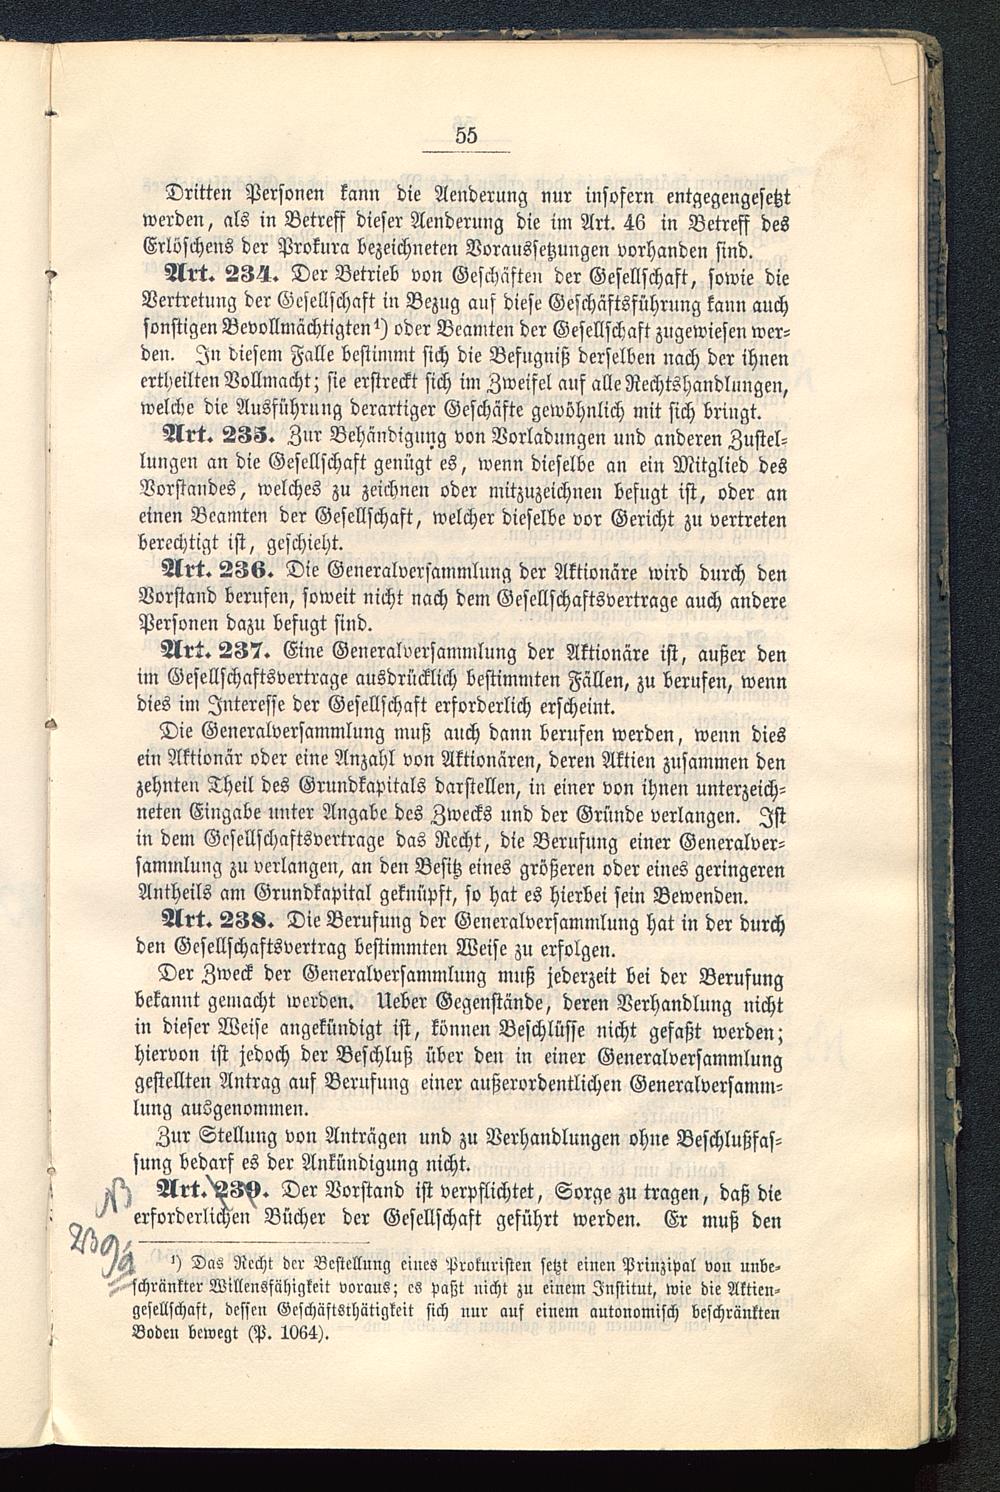 55
Dritten Personen kann die Aenderung nur insofern entgegengesetzt
werden, als in Betreff dieser Aenderung die im Art. 46 in Betreff des
Erlöschens der Prokura bezeichneten Voraussetzungen vorhanden sind.
Art. 234. Der Betrieb von Geschäften der Gesellschaft, sowie die
Vertretung der Gesellschaft in Bezug auf diese Geschäftsführung kann auch
sonstigen Bevollmächtigten¹) oder Beamten der Gesellschaft zugewiesen wer-
den. In diesem Falle bestimmt sich die Befugniß derselben nach der ihnen
ertheilten Vollmacht; sie erstreckt sich im Zweifel auf alle Rechtshandlungen,
welche die Ausführung derartiger Geschäfte gewöhnlich mit sich bringt.
Art. 235. Zur Behändigung von Vorladungen und anderen Zustel-
lungen an die Gesellschaft genügt es, wenn dieselbe an ein Mitglied des
Vorstandes, welches zu zeichnen oder mitzuzeichnen befugt ist, oder an
einen Beamten der Gesellschaft, welcher dieselbe vor Gericht zu vertreten
berechtigt ist, geschieht.
Art. 236. Die Generalversammlung der Aktionäre wird durch den
Vorstand berufen, soweit nicht nach dem Gesellschaftsvertrage auch andere
Personen dazu befugt sind.
Art. 237. Eine Generalversammlung der Aktionäre ist, außer den
im Gesellschaftsvertrage ausdrücklich bestimmten Fällen, zu berufen, wenn
dies im Interesse der Gesellschaft erforderlich erscheint.
Die Generalversammlung muß auch dann berufen werden, wenn dies
ein Aktionär oder eine Anzahl von Aktionären, deren Aktien zusammen den
zehnten Theil des Grundkapitals darstellen, in einer von ihnen unterzeich-
neten Eingabe unter Angabe des Zwecks und der Gründe verlangen. Ist
in dem Gesellschaftsvertrage das Recht, die Berufung einer Generalver-
sammlung zu verlangen, an den Besitz eines größeren oder eines geringeren
Antheils am Grundkapital geknüpft, so hat es hierbei sein Bewenden.
Art. 238. Die Berufung der Generalversammlung hat in der durch
den Gesellschaftsvertrag bestimmten Weise zu erfolgen.
Der Zweck der Generalversammlung muß jederzeit bei der Berufung
bekannt gemacht werden. Ueber Gegenstände, deren Verhandlung nicht
in dieser Weise angekündigt ist, können Beschlüsse nicht gefaßt werden;
hiervon ist jedoch der Beschluß über den in einer Generalversammlung
gestellten Antrag auf Berufung einer außerordentlichen Generalversamm-
lung ausgenommen.
Zur Stellung von Anträgen und zu Verhandlungen ohne Beschlußfas-
sung bedarf es der Ankündigung nicht.
NB
Art. 239. Der Vorstand ist verpflichtet, Sorge zu tragen, daß die
erforderlichen Bücher der Gesellschaft geführt werden. Er muß den
239a
¹) Das Recht der Bestellung eines Prokuristen setzt einen Prinzipal von unbe-
schränkter Willensfähigkeit voraus; es paßt nicht zu einem Institut, wie die Aktien-
gesellschaft, dessen Geschäftsthätigkeit sich nur auf einem autonomisch beschränkten
Boden bewegt (P. 1064).